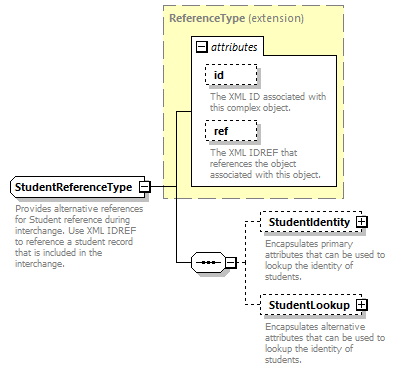 ReferenceType (extension)
attributes
id
The XML ID associated with
this complex object.
ref
The XML IDREF that
references the object
associated with this object.
StudentReferenceType
Provides alternative references
for Student reference during
interchange. Use XML IDREF
to reference a student record
that is included in the
interchange.
StudentIdentity
Encapsulates primary
attributes that can be used to
lookup the identity of
students.
StudentLookup
Encapsulates alternative
attributes that can be used to
lookup the identity of
students.